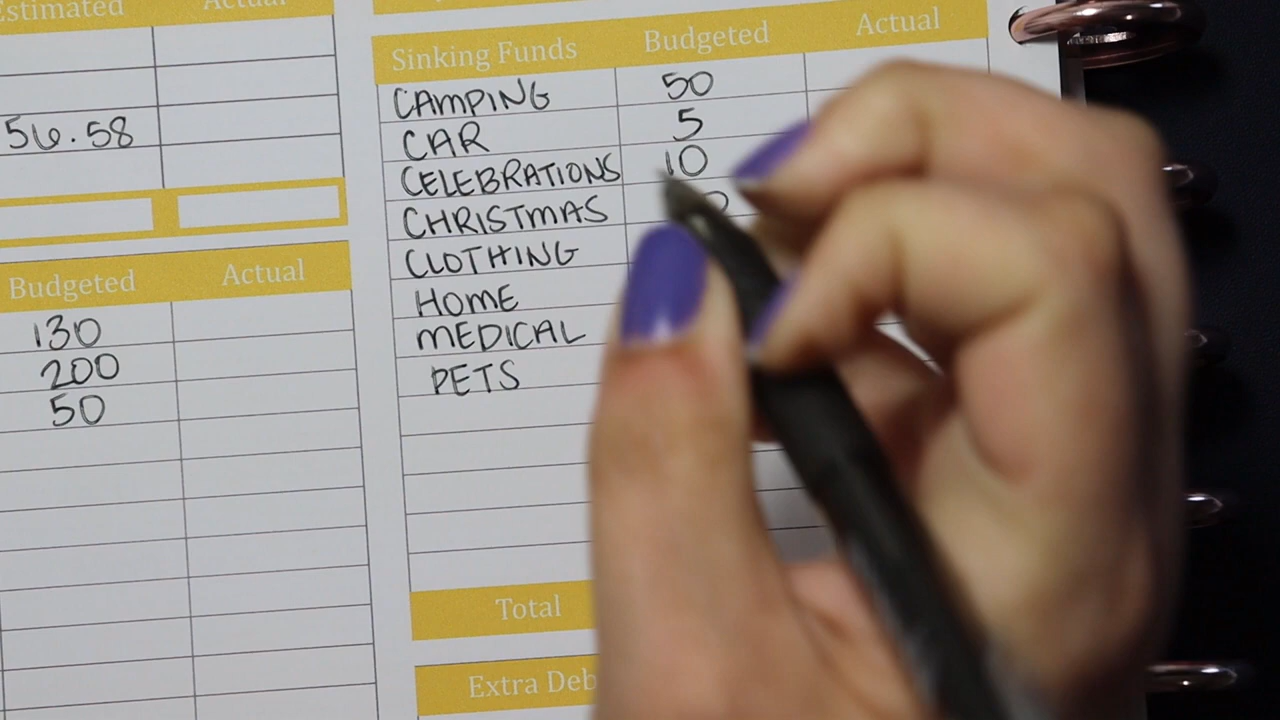 Estimated Actual
56.58
Budgeted Actual
130
200
50
Sinking Funds Budgeted Actual
CAMPING 50
CAR 5
CELEBRATIONS 10
CHRISTMAS
CLOTHING
HOME
MEDICAL
PETS
Total
Extra